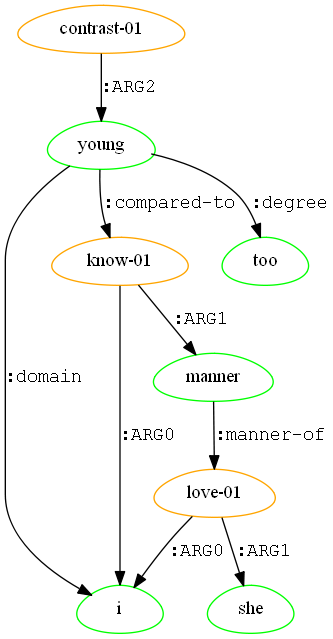 contrast-01
:ARG2
young
:compared-to :degree
know-01 too
:ARG1
:domain
manner
:ARG0 :manner-of
love-01
:ARG0 :ARG1
i she